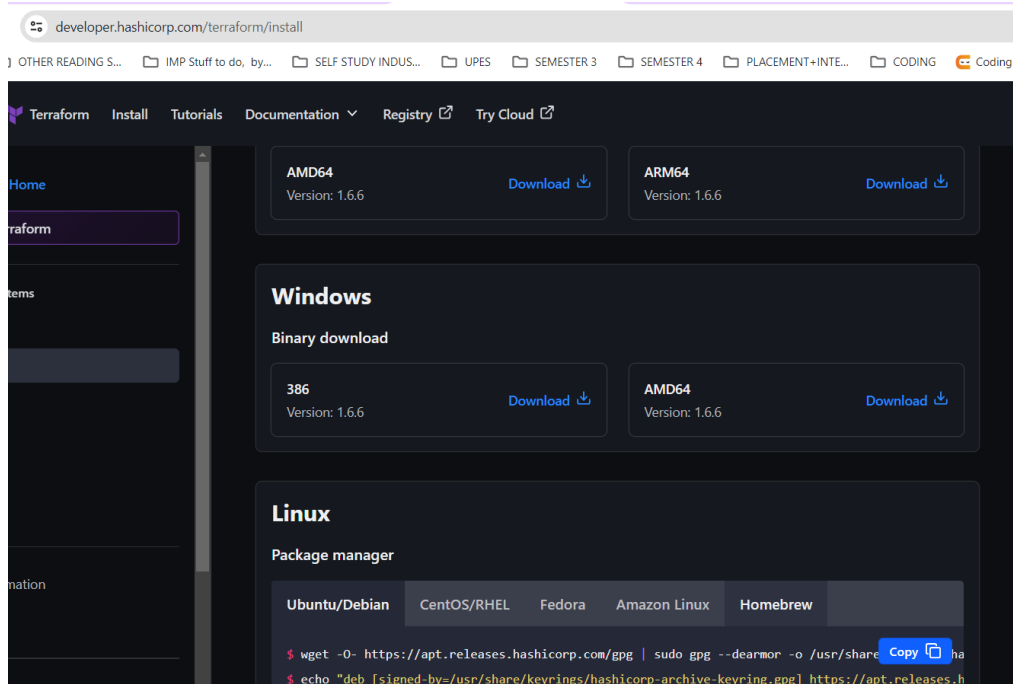 developer.hashicorp.com/terraform/install
OTHER READING S... IMP Stuff to do, by... SELF STUDY INDUS... UPES SEMESTER 3 SEMESTER 4 PLACEMENT+INTE... CODING Coding
Terraform Install Tutorials Documentation Registry Try Cloud
Home
rraform
tems
mation
AMD64
Version: 1.6.6
Download
ARM64
Version: 1.6.6
Download
Windows
Binary download
386
Version: 1.6.6
Download
AMD64
Version: 1.6.6
Download
Linux
Package manager
Ubuntu/Debian CentOS/RHEL Fedora Amazon Linux Homebrew
$ wget -O- https://apt.releases.hashicorp.com/gpg | sudo gpg --dearmor -o /usr/share ha
Copy
$ echo "deb [signed-by=/usr/share/keyrings/hashicorp-archive-keyring.gpg] https://apt.releases.h